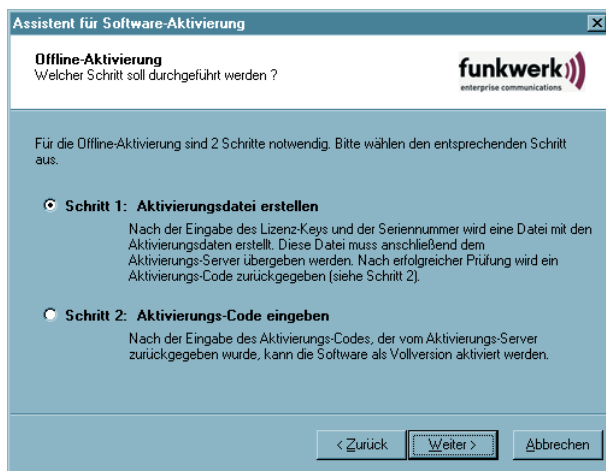 Assistent für Software-Aktivierung
Offline-Aktivierung
Welcher Schritt soll durchgeführt werden ?
funkwerk
enterprise communications
Für die Offline-Aktivierung sind 2 Schritte notwendig. Bitte wählen den entsprechenden Schritt
aus.
Schritt 1: Aktivierungsdatei erstellen
Nach der Eingabe des Lizenz-Keys und der Seriennummer wird eine Datei mit den
Aktivierungsdaten erstellt. Diese Datei muss anschließend dem
Aktivierungs-Server übergeben werden. Nach erfolgreicher Prüfung wird ein
Aktivierungs-Code zurückgegeben (siehe Schritt 2).
Schritt 2: Aktivierungs-Code eingeben
Nach der Eingabe des Aktivierungs-Codes, der vom Aktivierungs-Server
zurückgegeben wurde, kann die Software als Vollversion aktiviert werden.
< Zurück Weiter > Abbrechen